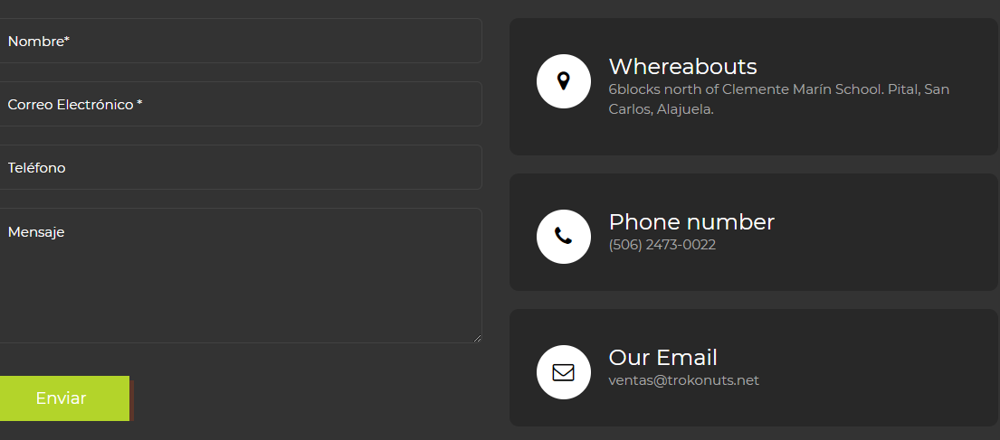 Nombre*
Correo Electrónico *
Teléfono
Mensaje
Enviar
Whereabouts
6blocks north of Clemente Marín School. Pital, San
Carlos, Alajuela.
Phone number
(506) 2473-0022
Our Email
ventas@trokonuts.net